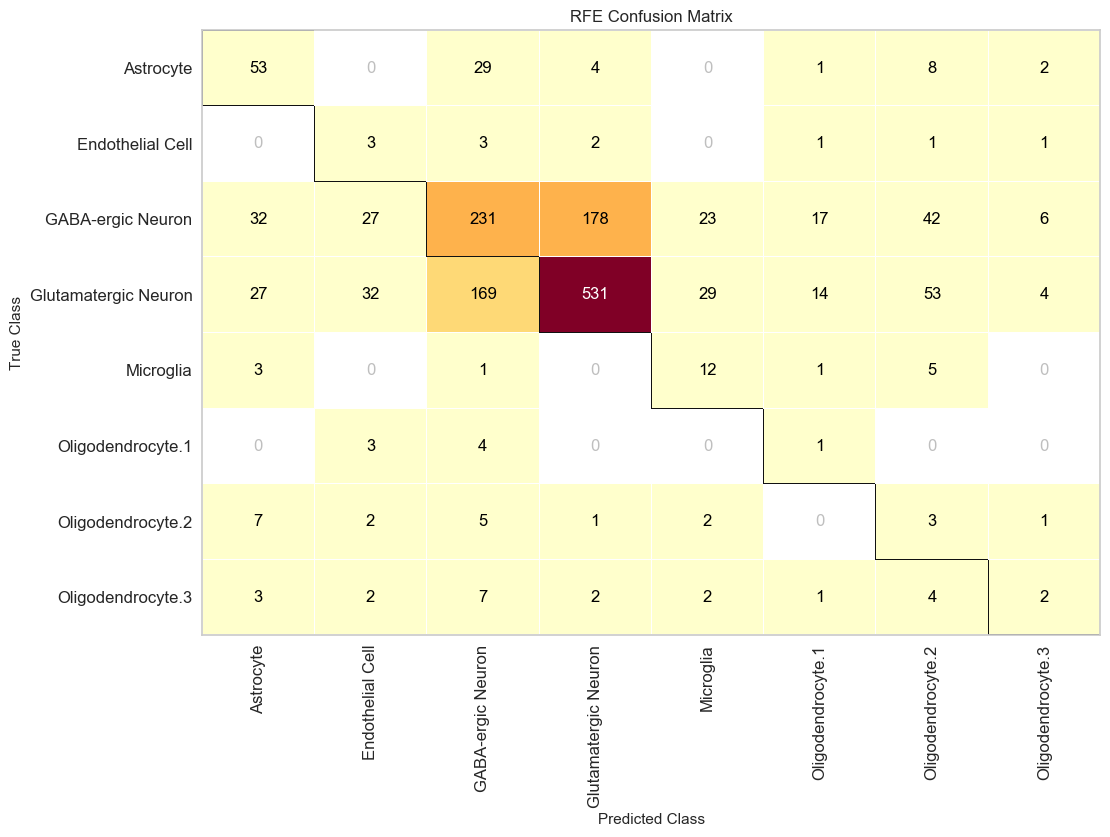 RFE Confusion Matrix
True Class
Astrocyte 53 0 29 4 0 1 8 2
Endothelial Cell 0 3 3 2 0 1 1 1
GABA-ergic Neuron 32 27 231 178 23 17 42 6
Glutamatergic Neuron 27 32 169 531 29 14 53 4
Microglia 3 0 1 0 12 1 5 0
Oligodendrocyte.1 0 3 4 0 0 1 0 0
Oligodendrocyte.2 7 2 5 1 2 0 3 1
Oligodendrocyte.3 3 2 7 2 2 1 4 2
Astrocyte
Endothelial Cell
GABA-ergic Neuron
Glutamatergic Neuron
Microglia
Oligodendrocyte.1
Oligodendrocyte.2
Oligodendrocyte.3
Predicted Class